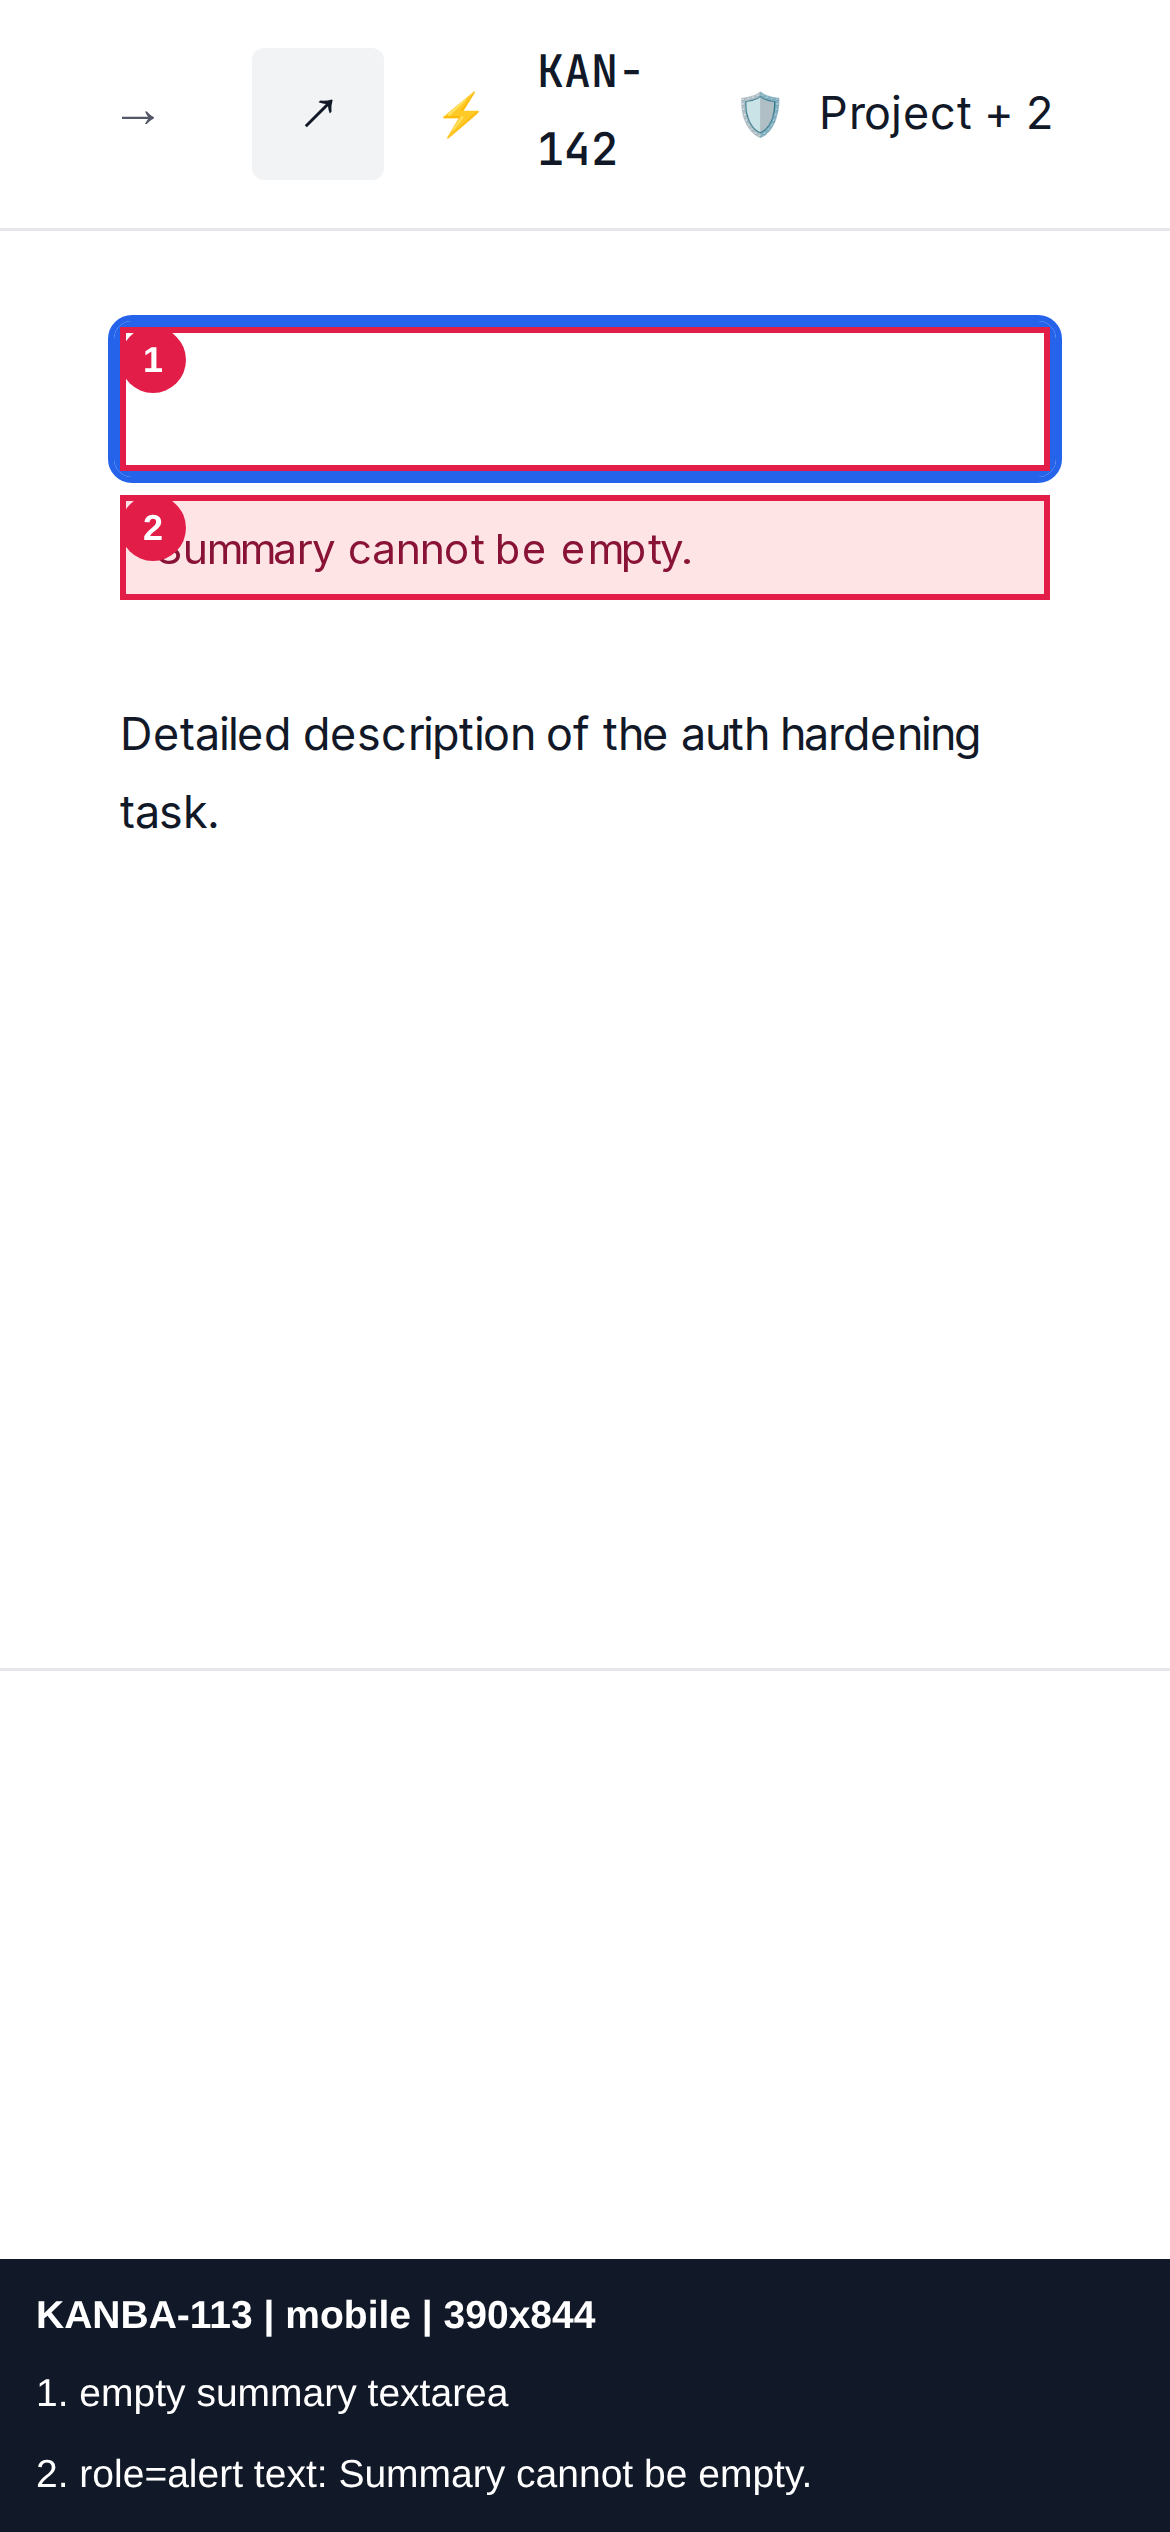 → ↗ ⚡ KAN-
142 🛡️ Project + 2
1
2
Summary cannot be empty.
Detailed description of the auth hardening
task.
KANBA-113 | mobile | 390x844
1. empty summary textarea
2. role=alert text: Summary cannot be empty.